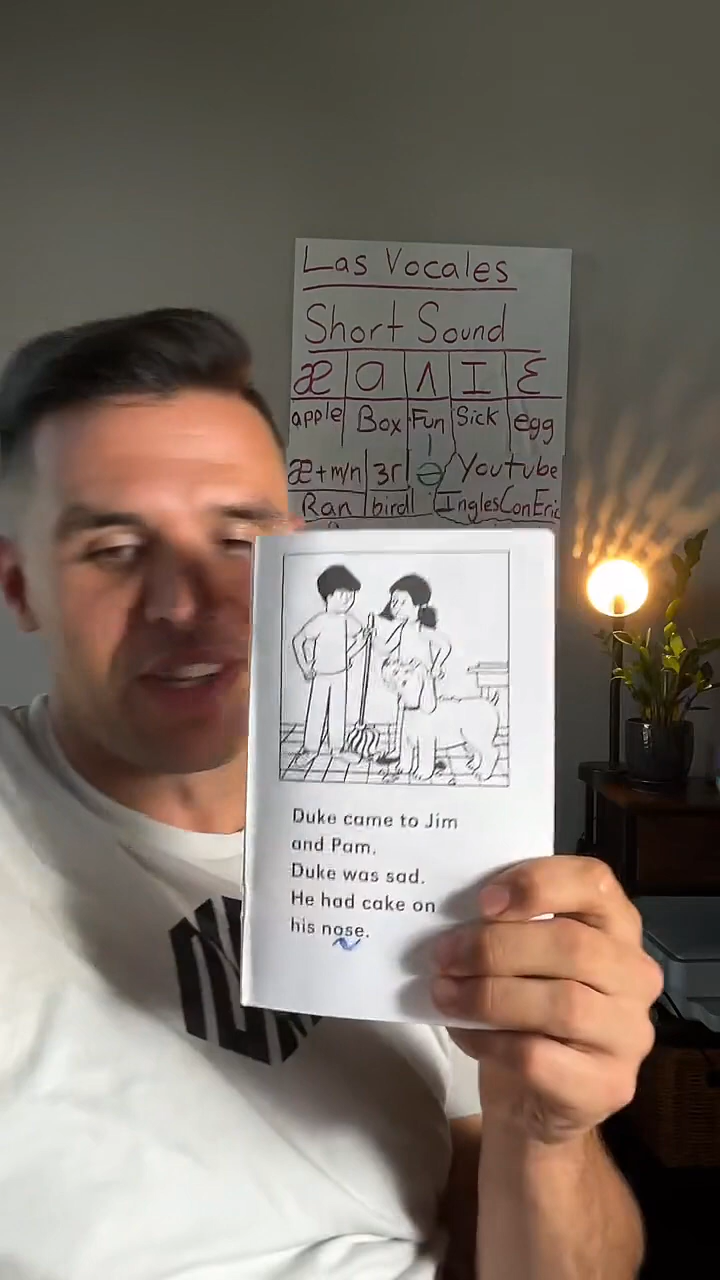 Las Vocales
Short Sound
æ a ʌ I ɛ
apple Box Fun Sick egg
æ+m/n ɜr ə Youtube
Ran bird InglesConEric
Duke came to Jim
and Pam.
Duke was sad.
He had cake on
his nose.